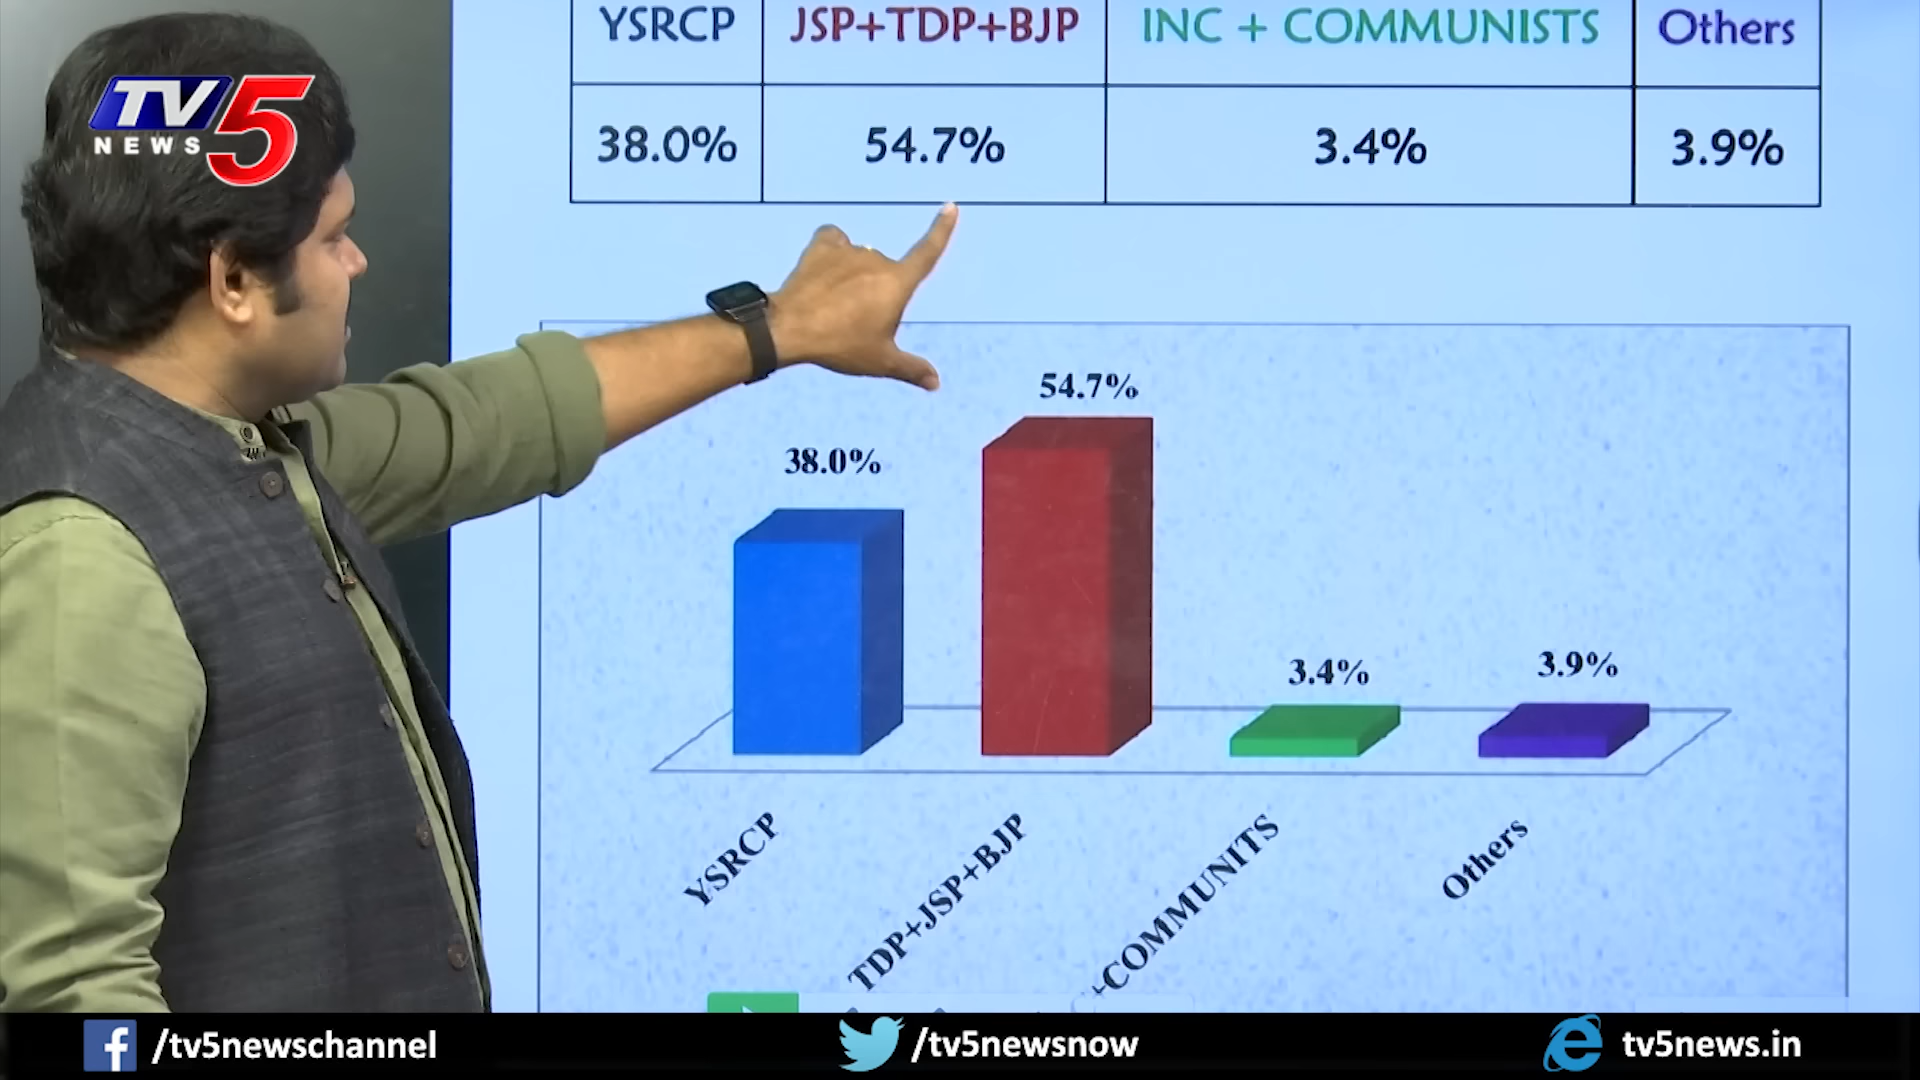 TV5
NEWS
YSRCP JSP+TDP+BJP INC + COMMUNISTS Others
38.0% 54.7% 3.4% 3.9%
54.7%
38.0%
3.4%
3.9%
YSRCP
TDP+JSP+BJP
+COMMUNITS
Others
/tv5newschannel
/tv5newsnow
tv5news.in